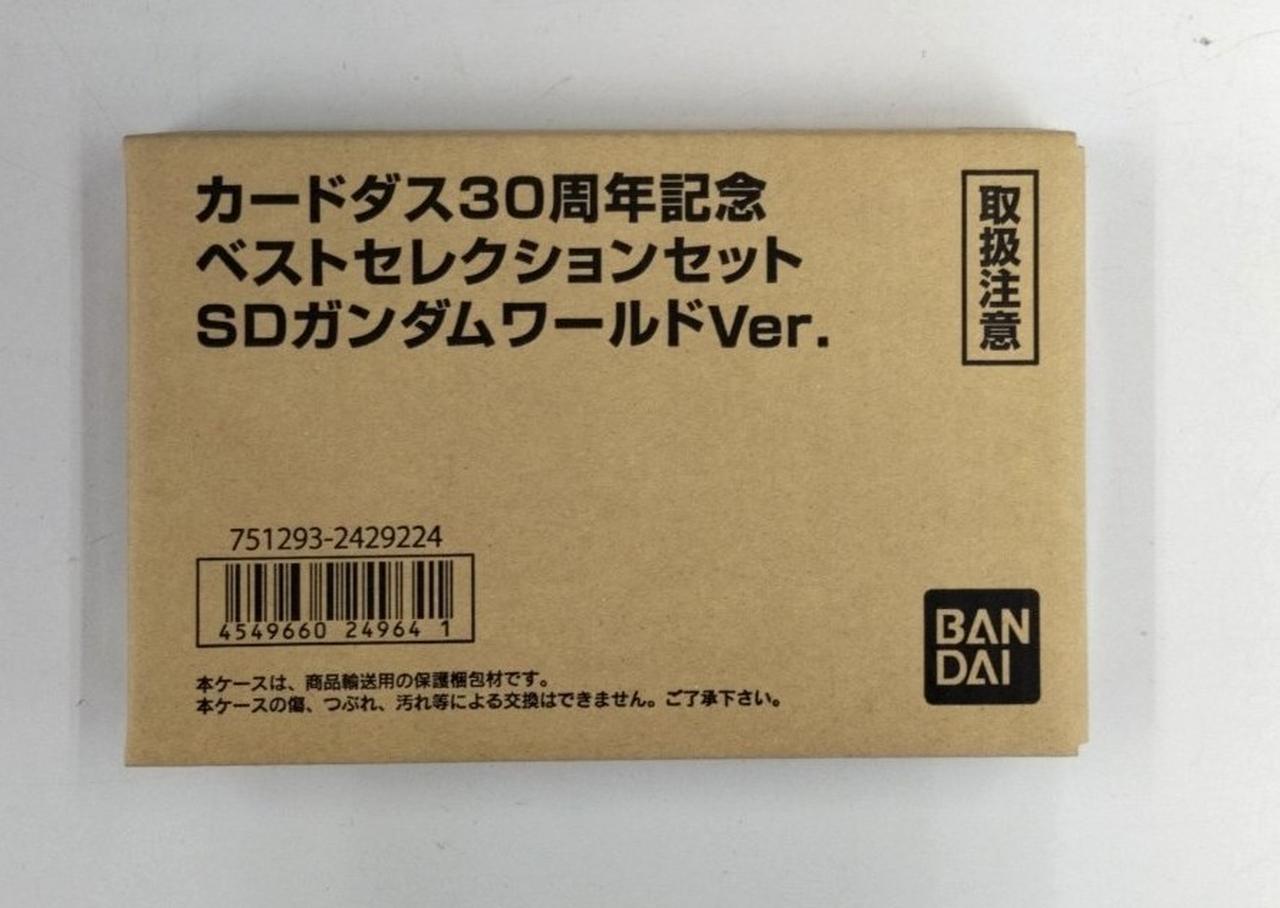 カードダス30周年記念
ベストセレクションセット
SDガンダムワールドVer.
取扱注意
751293-2429224
4549660 24964 1
本ケースは、商品輸送用の保護梱包材です。
本ケースの傷、つぶれ、汚れ等による交換はできません。ご了承下さい。
BAN
DAI